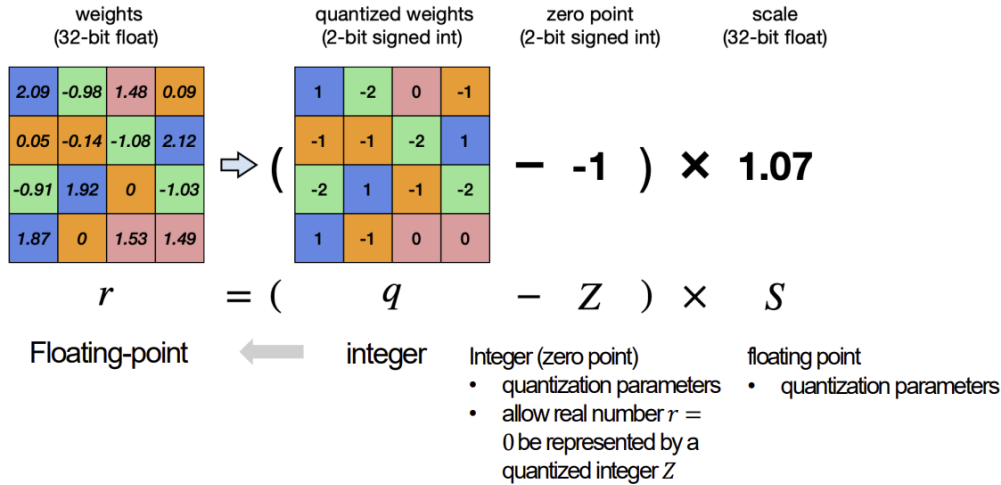 weights
(32-bit float)
quantized weights
(2-bit signed int)
zero point
(2-bit signed int)
scale
(32-bit float)
2.09 -0.98 1.48 0.09
0.05 -0.14 -1.08 2.12
-0.91 1.92 0 -1.03
1.87 0 1.53 1.49
(
1 -2 0 -1
-1 -1 -2 1
-2 1 -1 -2
1 -1 0 0
− -1 ) × 1.07
r = ( q − Z ) × S
Floating-point
integer
Integer (zero point)
• quantization parameters
• allow real number r =
0 be represented by a
quantized integer Z
floating point
• quantization parameters